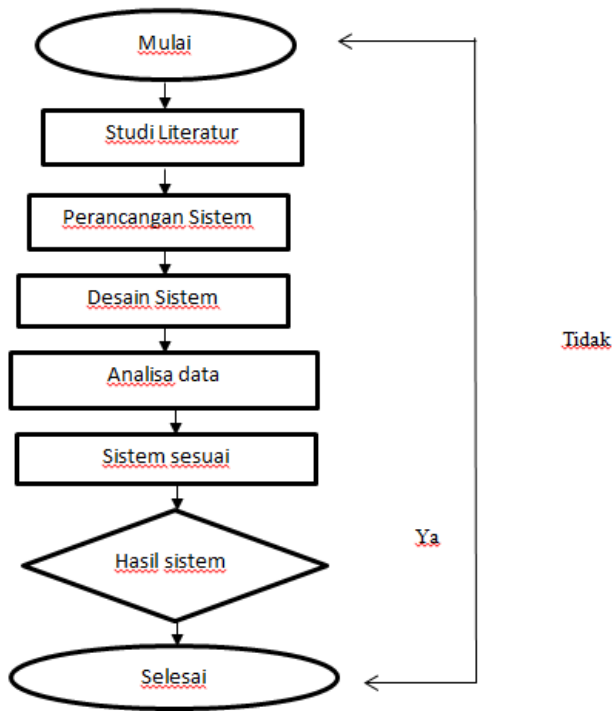 Mulai
Studi Literatur
Perancangan Sistem
Desain Sistem
Tidak
Analisa data
Sistem sesuai
Ya
Hasil sistem
Selesai